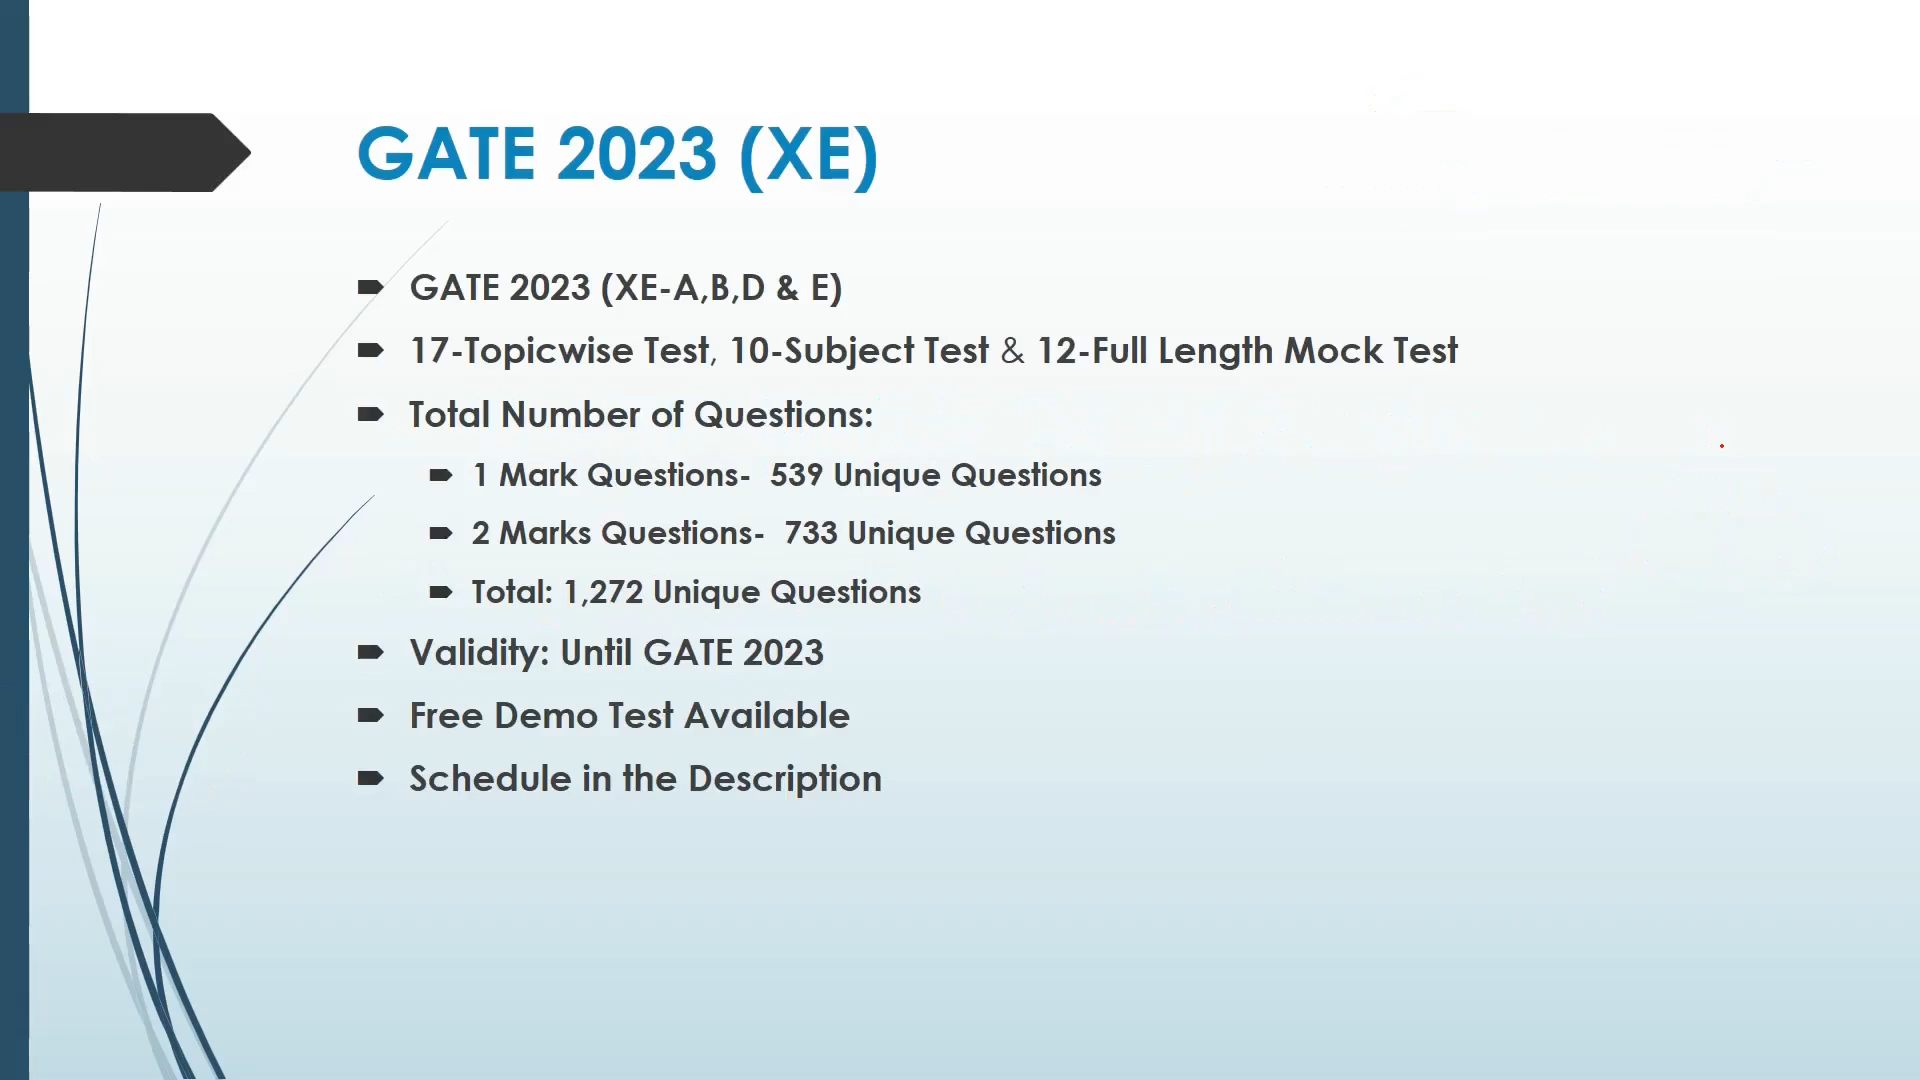 GATE 2023 (XE)
GATE 2023 (XE-A,B,D & E)
17-Topicwise Test, 10-Subject Test & 12-Full Length Mock Test
Total Number of Questions:
1 Mark Questions-  539 Unique Questions
2 Marks Questions-  733 Unique Questions
Total: 1,272 Unique Questions
Validity: Until GATE 2023
Free Demo Test Available
Schedule in the Description